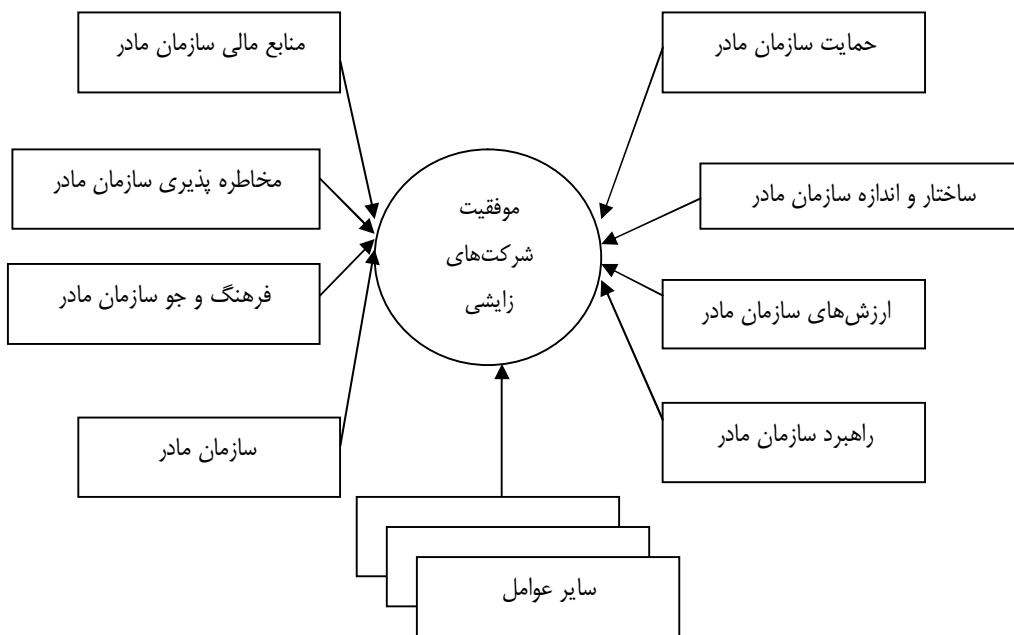 حمایت سازمان مادر
منابع مالی سازمان مادر
ساختار و اندازه سازمان مادر
مخاطره پذیری سازمان مادر
موفقیت
شرکت‌های
زایشی
ارزش‌های سازمان مادر
فرهنگ و جو سازمان مادر
راهبرد سازمان مادر
سازمان مادر
سایر عوامل